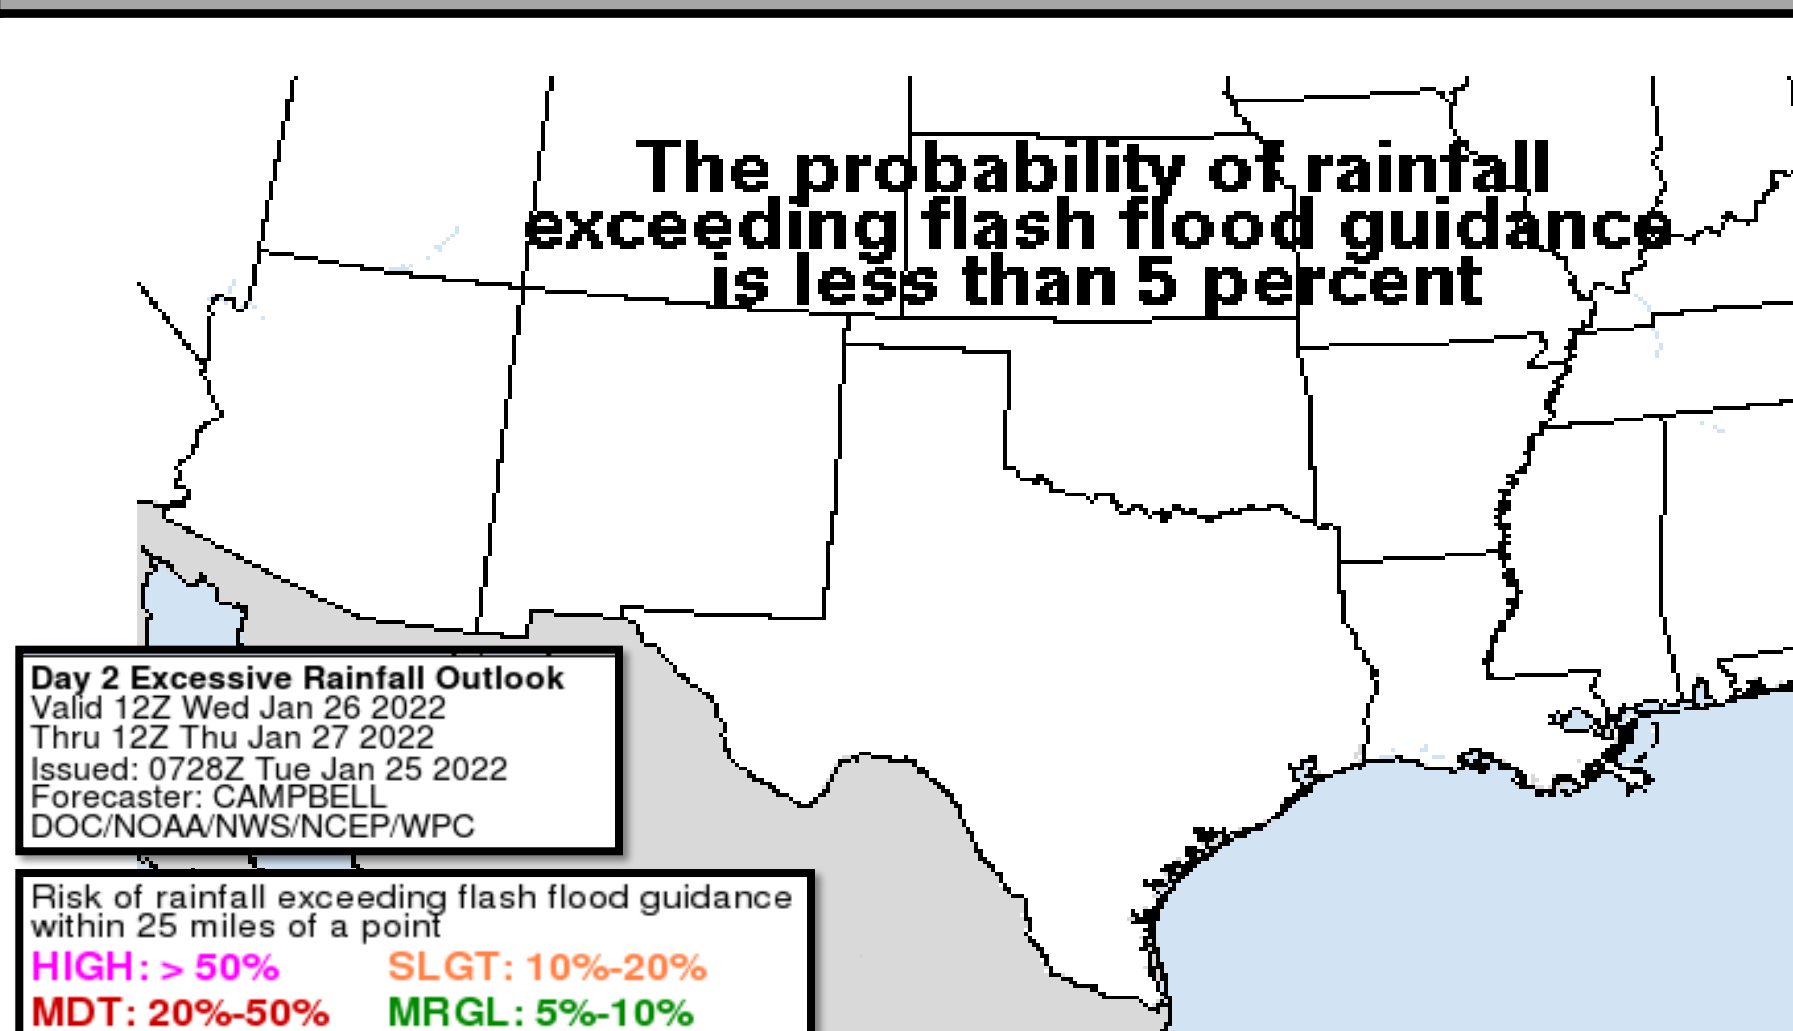 The probability of rainfall
exceeding flash flood guidance
is less than 5 percent
Day 2 Excessive Rainfall Outlook
Valid 12Z Wed Jan 26 2022
Thru 12Z Thu Jan 27 2022
Issued: 0728Z Tue Jan 25 2022
Forecaster: CAMPBELL
DOC/NOAA/NWS/NCEP/WPC
Risk of rainfall exceeding flash flood guidance
within 25 miles of a point
HIGH: > 50% SLGT: 10%-20%
MDT: 20%-50% MRGL: 5%-10%